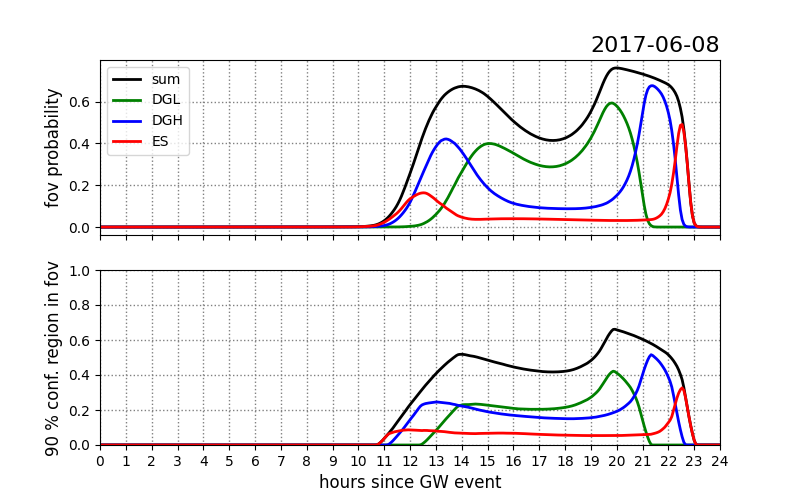 2017-06-08
fov probability
0.6
0.4
0.2
0.0
sum
DGL
DGH
ES
90 % conf. region in fov
1.0
0.8
0.6
0.4
0.2
0.0
0 1 2 3 4 5 6 7 8 9 10 11 12 13 14 15 16 17 18 19 20 21 22 23 24
hours since GW event